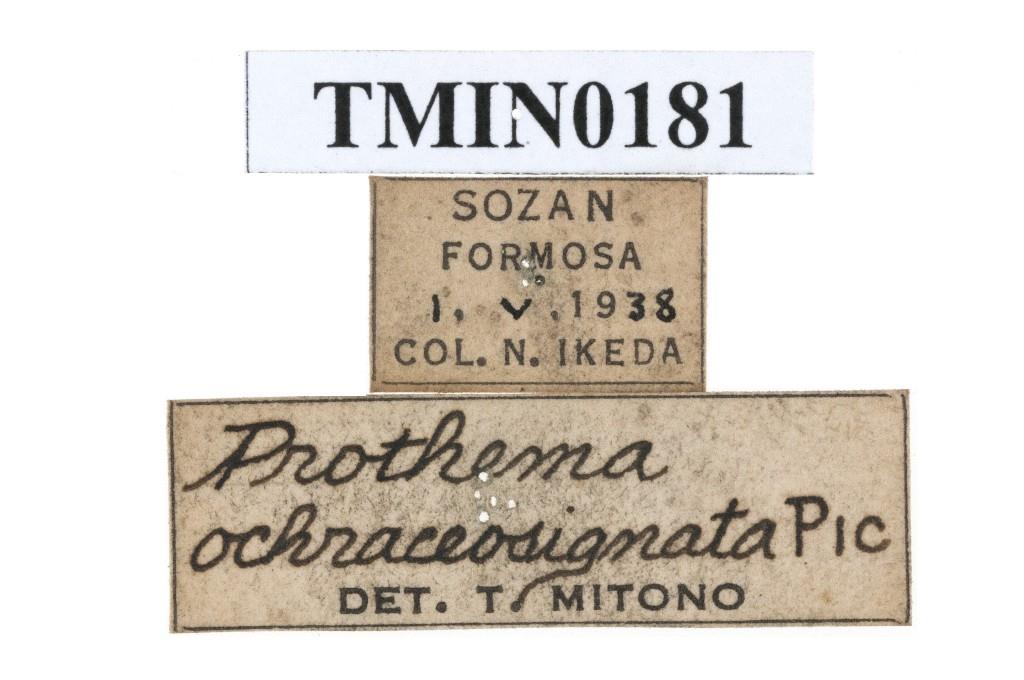 TMIN0181
SOZAN
FORMOSA
1. V. 1938
COL. N. IKEDA
Prothema
ochraceosignata PIC
DET. T. MITONO